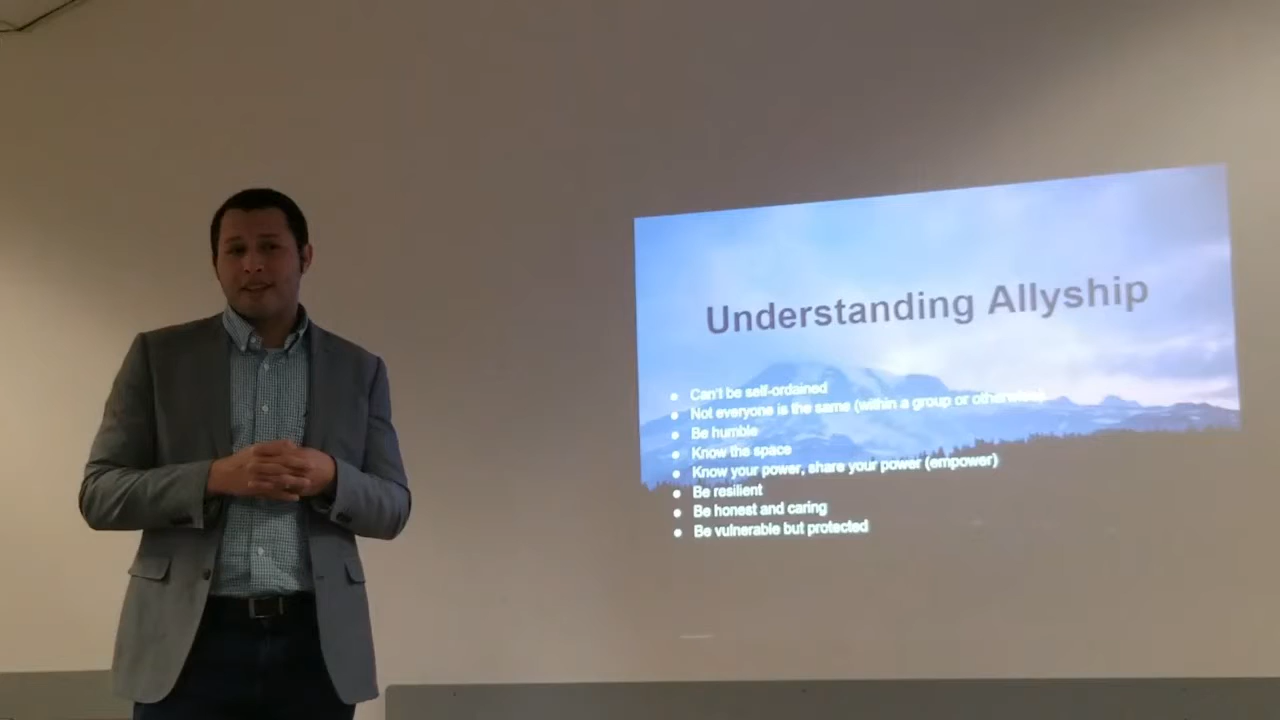 Understanding Allyship
● Can't be self-ordained
● Not everyone is the same (within a group or otherwise)
● Be humble
● Know the space
● Know your power, share your power (empower)
● Be resilient
● Be honest and caring
● Be vulnerable but protected